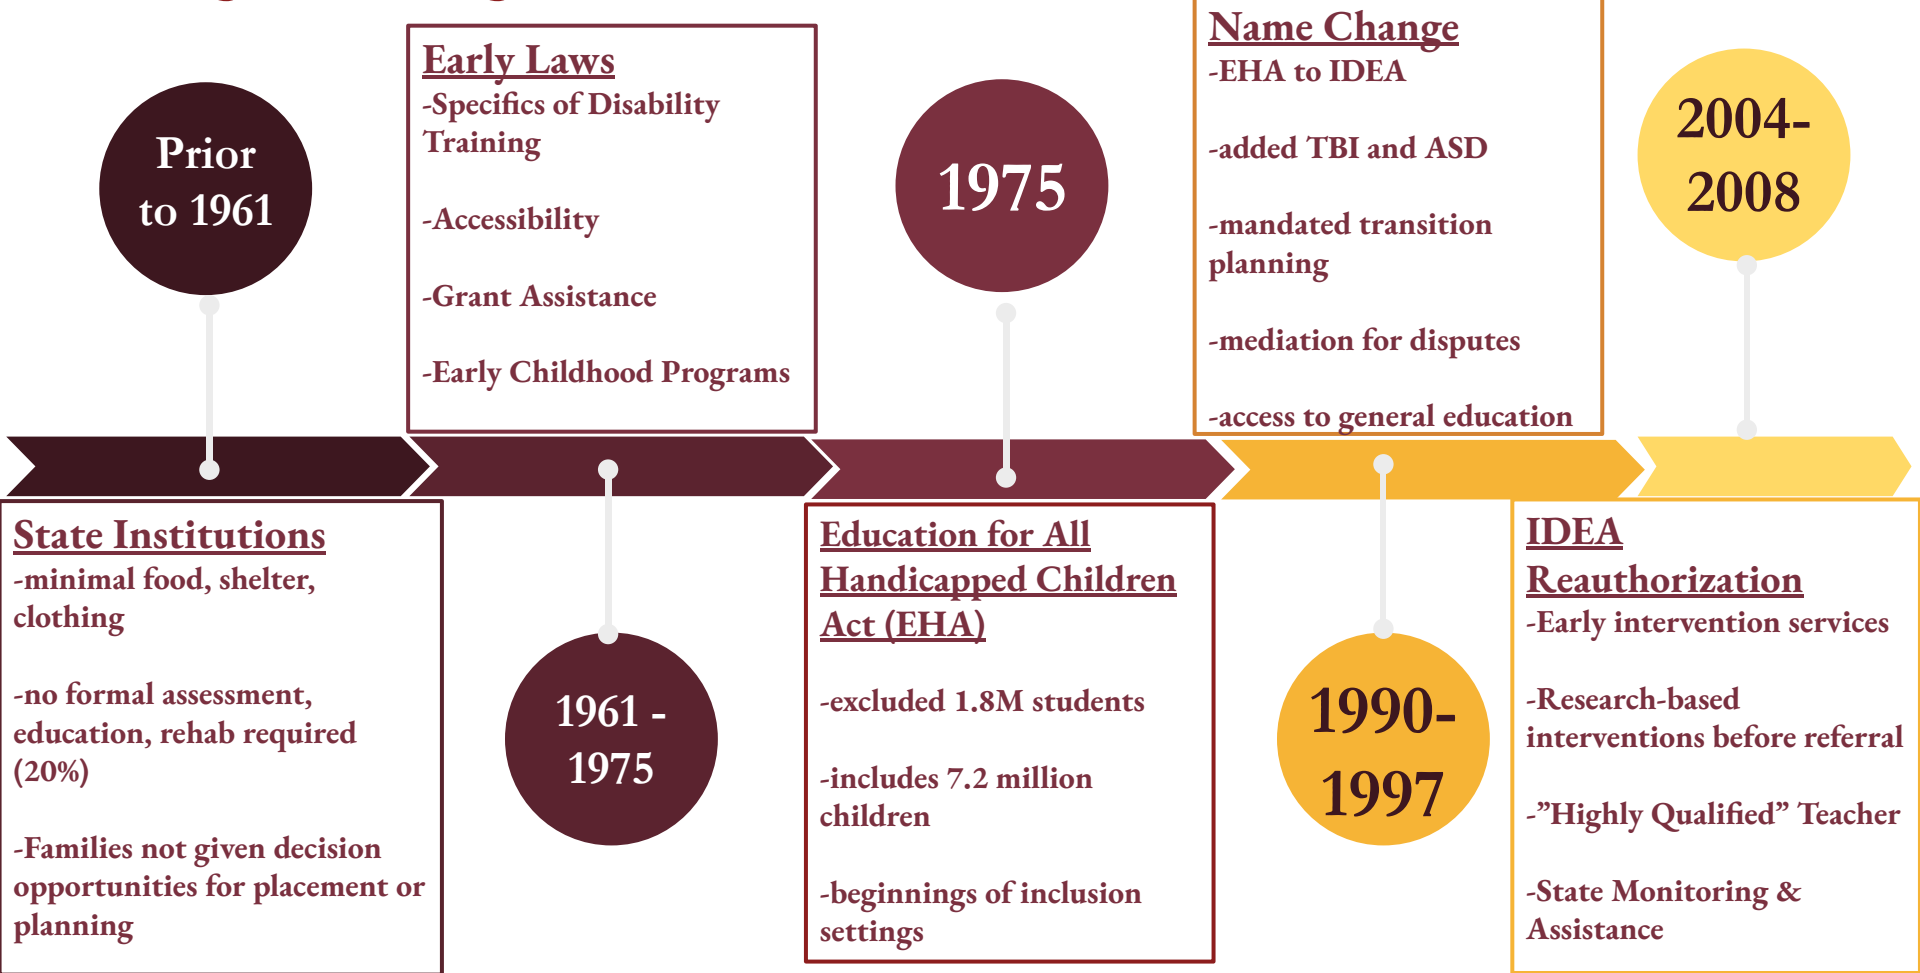 Prior
to 1961
State Institutions
-minimal food, shelter,
clothing
-no formal assessment,
education, rehab required
(20%)
-Families not given decision
opportunities for placement or
planning
Early Laws
-Specifics of Disability
Training
-Accessibility
-Grant Assistance
-Early Childhood Programs
1961 -
1975
1975
Education for All
Handicapped Children
Act (EHA)
-excluded 1.8M students
-includes 7.2 million
children
-beginnings of inclusion
settings
Name Change
-EHA to IDEA
-added TBI and ASD
-mandated transition
planning
-mediation for disputes
-access to general education
1990-
1997
2004-
2008
IDEA
Reauthorization
-Early intervention services
-Research-based
interventions before referral
-”Highly Qualified” Teacher
-State Monitoring &
Assistance